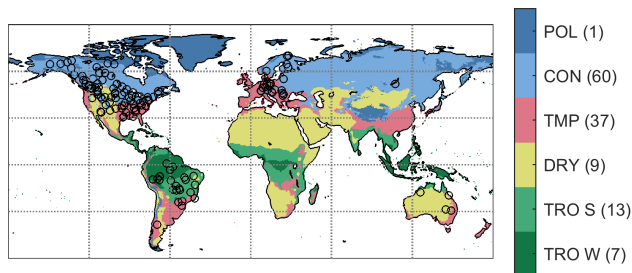 POL (1)
CON (60)
TMP (37)
DRY (9)
TRO S (13)
TRO W (7)